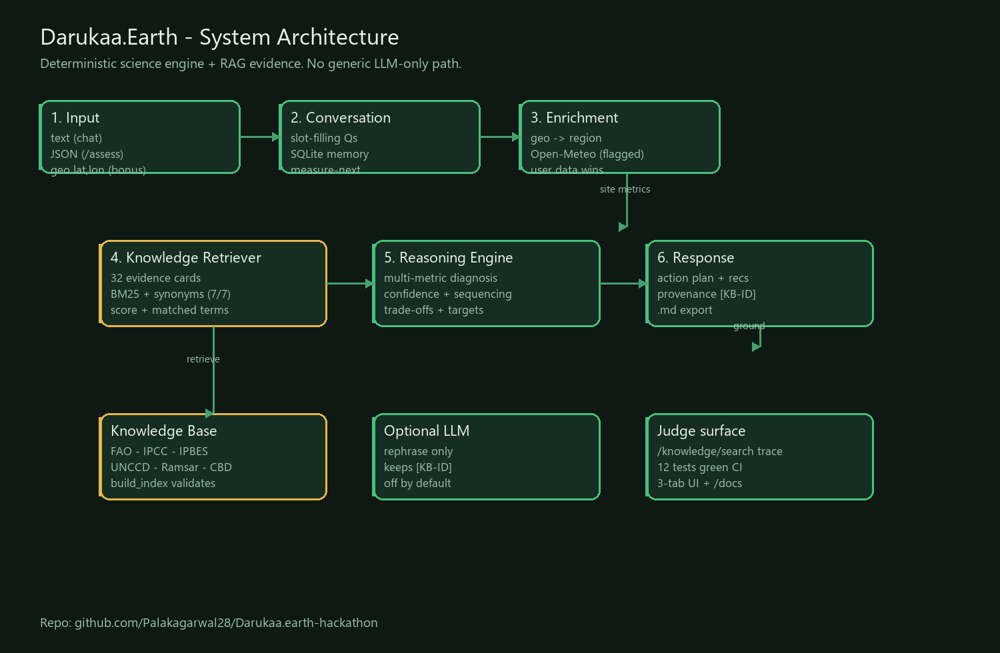 Darukaa.Earth - System Architecture
Deterministic science engine + RAG evidence. No generic LLM-only path.
1. Input
text (chat)
JSON (/assess)
geo lat,lon (bonus)
2. Conversation
slot-filling Qs
SQLite memory
measure-next
3. Enrichment
geo -> region
Open-Meteo (flagged)
user data wins
site metrics
4. Knowledge Retriever
32 evidence cards
BM25 + synonyms (7/7)
score + matched terms
5. Reasoning Engine
multi-metric diagnosis
confidence + sequencing
trade-offs + targets
6. Response
action plan + recs
provenance [KB-ID]
.md export
ground
retrieve
Knowledge Base
FAO - IPCC - IPBES
UNCCD - Ramsar - CBD
build_index validates
Optional LLM
rephrase only
keeps [KB-ID]
off by default
Judge surface
/knowledge/search trace
12 tests green CI
3-tab UI + /docs
Repo: github.com/Palakagarwal28/Darukaa.earth-hackathon